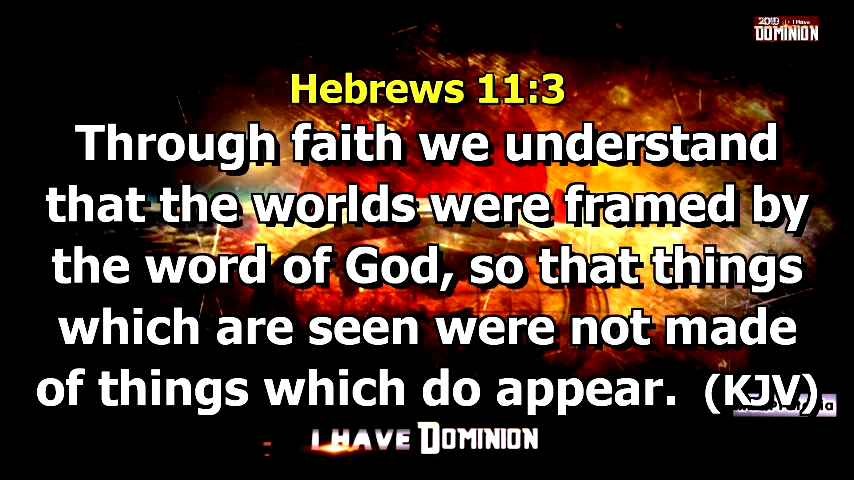 2019 I Have
DOMINION
Hebrews 11:3
Through faith we understand
that the worlds were framed by
the word of God, so that things
which are seen were not made
of things which do appear. (KJV)
I HAVE DOMINION